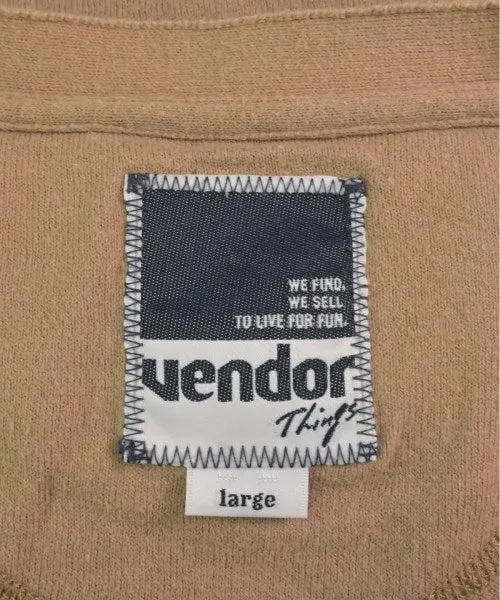 WE FIND.
WE SELL
TO LIVE FOR FUN.
vendor
Things
large